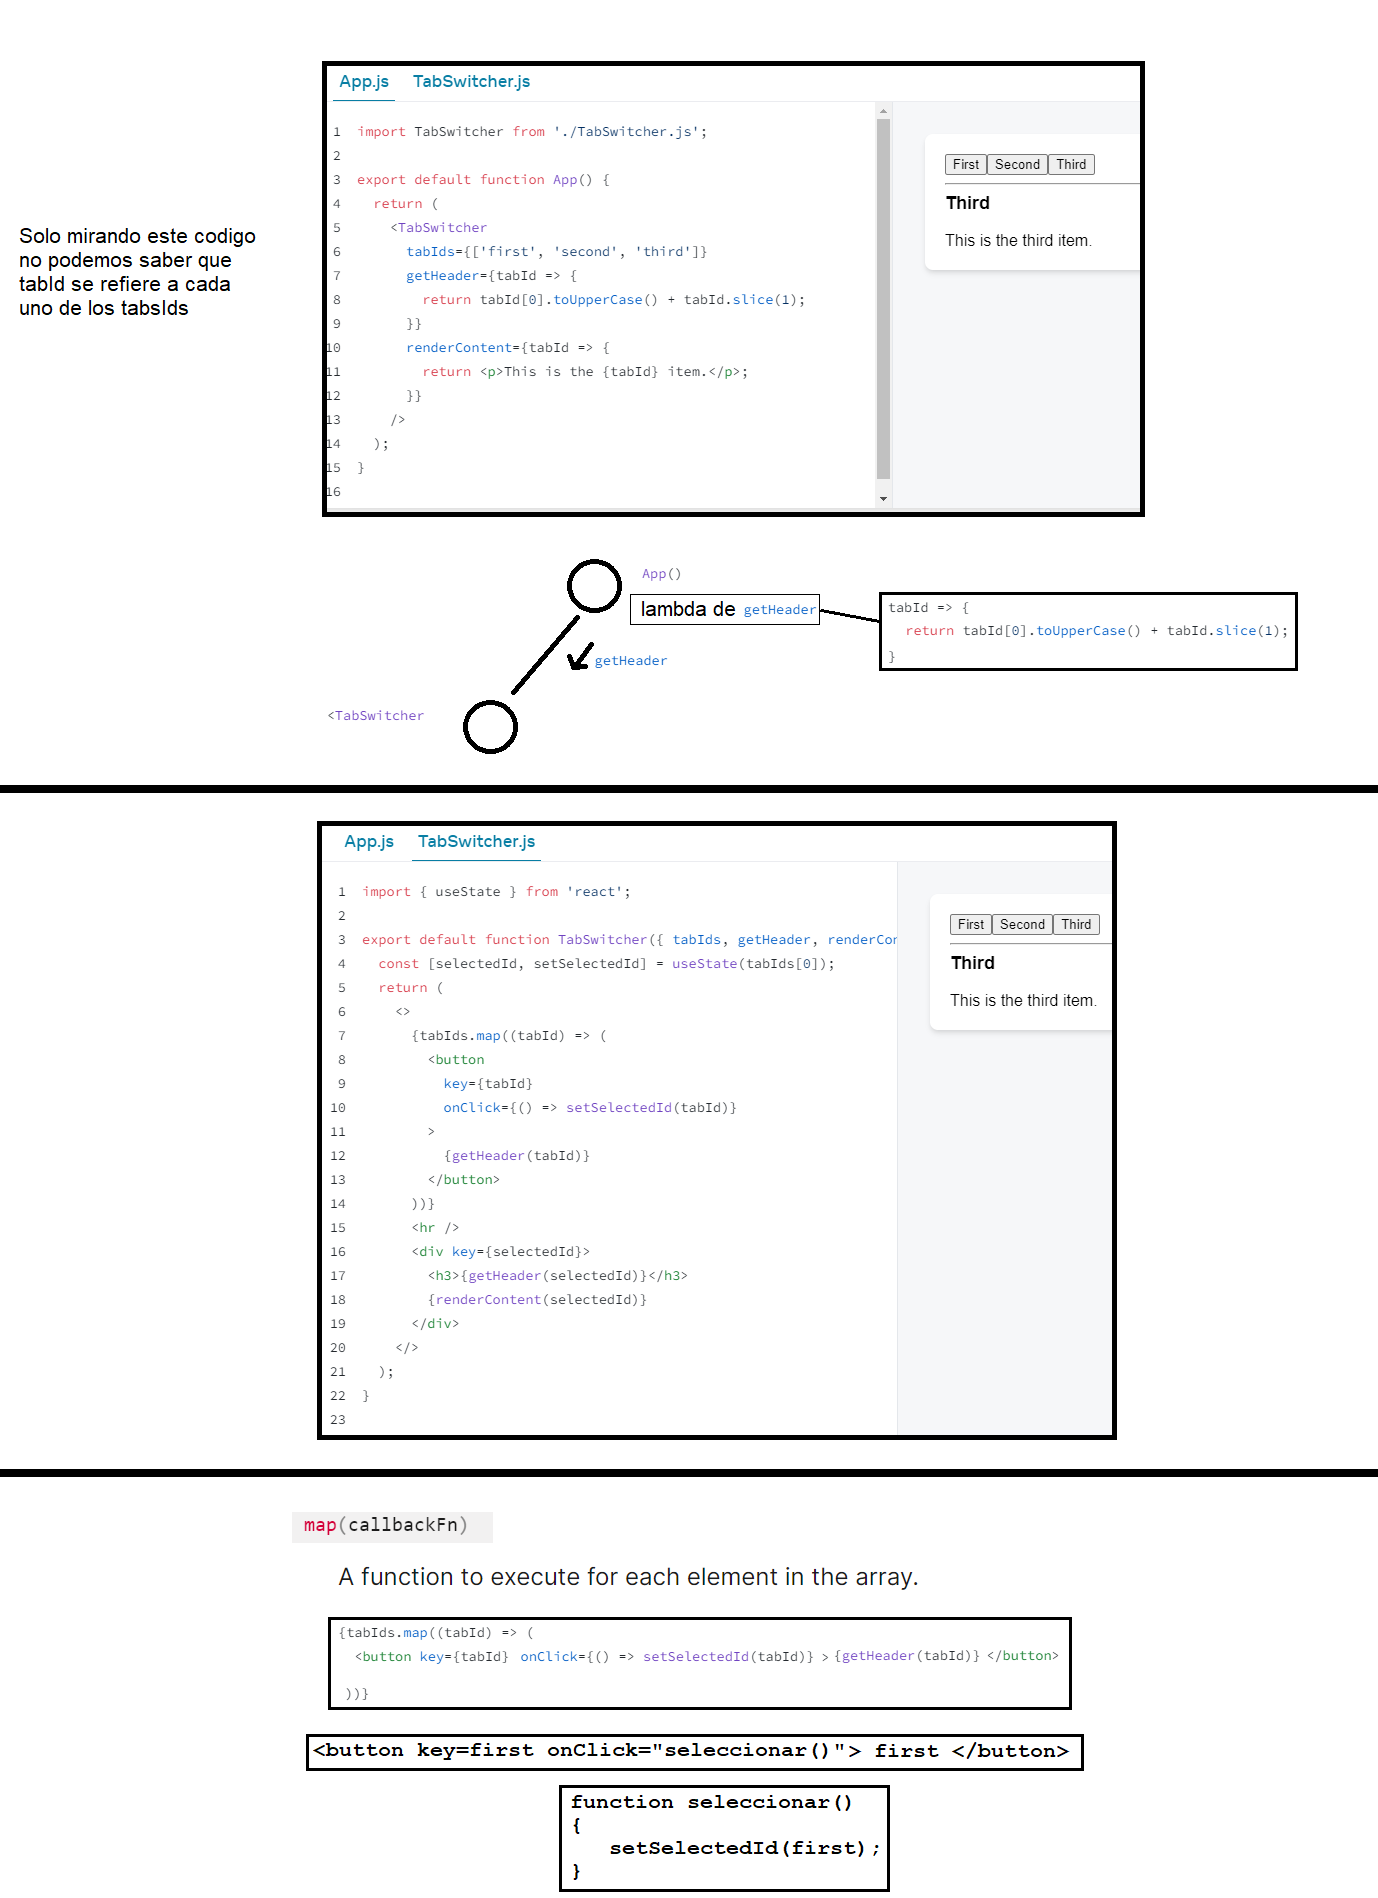 App.js TabSwitcher.js
1 import TabSwitcher from './TabSwitcher.js';
2
3 export default function App() {
4 return (
5 <TabSwitcher
6 tabIds={['first', 'second', 'third']}
7 getHeader={tabId => {
8 return tabId[0].toUpperCase() + tabId.slice(1);
9 }}
10 renderContent={tabId => {
11 return <p>This is the {tabId} item.</p>;
12 }}
13 />
14 );
15 }
16
First Second Third
Third
This is the third item.
Solo mirando este codigo
no podemos saber que
tabId se refiere a cada
uno de los tabsIds
App()
lambda de getHeader
tabId => {
return tabId[0].toUpperCase() + tabId.slice(1);
}
getHeader
<TabSwitcher
App.js TabSwitcher.js
1 import { useState } from 'react';
2
3 export default function TabSwitcher({ tabIds, getHeader, renderCon
4 const [selectedId, setSelectedId] = useState(tabIds[0]);
5 return (
6 <>
7 {tabIds.map((tabId) => (
8 <button
9 key={tabId}
10 onClick={() => setSelectedId(tabId)}
11 >
12 {getHeader(tabId)}
13 </button>
14 ))}
15 <hr />
16 <div key={selectedId}>
17 <h3>{getHeader(selectedId)}</h3>
18 {renderContent(selectedId)}
19 </div>
20 </>
21 );
22 }
23
First Second Third
Third
This is the third item.
map(callbackFn)
A function to execute for each element in the array.
{tabIds.map((tabId) => (
<button key={tabId} onClick={() => setSelectedId(tabId)} > {getHeader(tabId)} </button>
))}
<button key=first onClick="seleccionar()"> first </button>
function seleccionar()
{
setSelectedId(first);
}